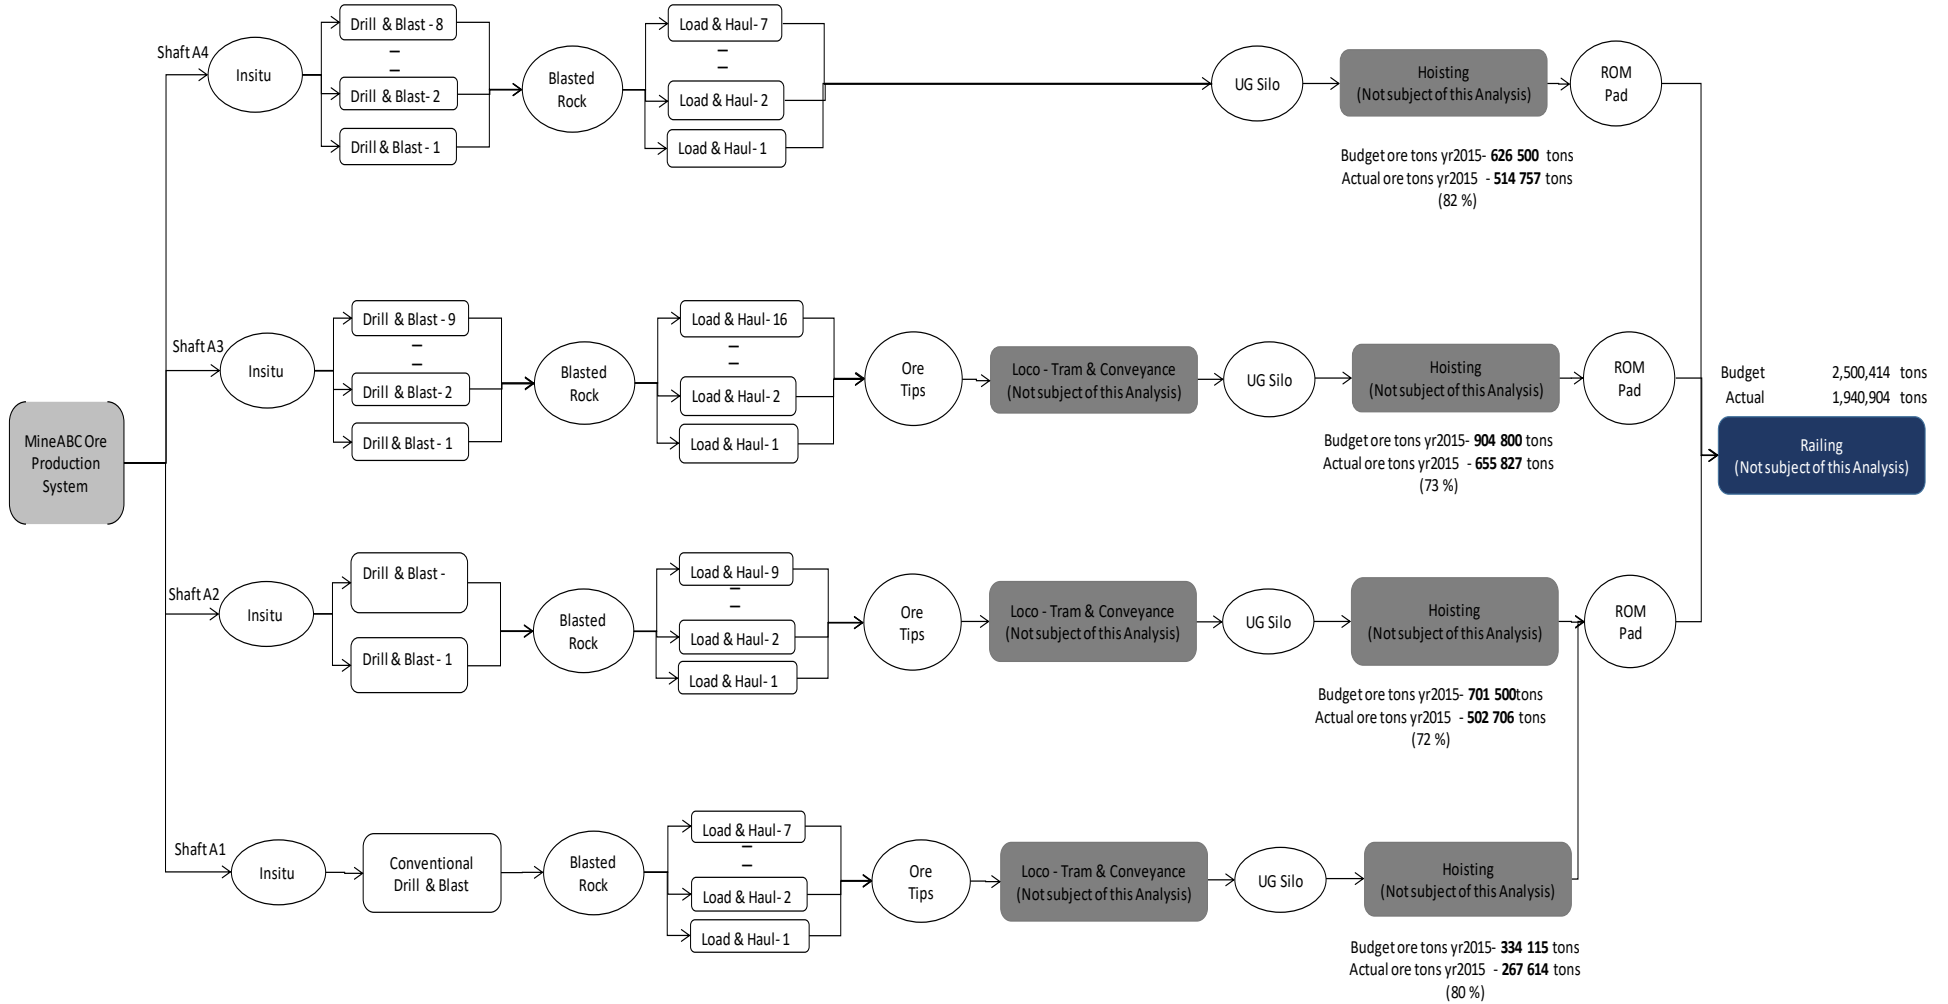 Shaft A4
Insitu
Drill & Blast - 8
Drill & Blast- 2
Drill & Blast - 1
Blasted
Rock
Load & Haul- 7
Load & Haul- 2
Load & Haul- 1
UG Silo
Hoisting
(Not subject of this Analysis)
ROM
Pad
Budget ore tons yr2015- 626 500 tons
Actual ore tons yr2015 - 514 757 tons
(82 %)
Shaft A3
Insitu
Drill & Blast - 9
Drill & Blast- 2
Drill & Blast - 1
Blasted
Rock
Load & Haul- 16
Load & Haul- 2
Load & Haul- 1
Ore
Tips
Loco - Tram & Conveyance
(Not subject of this Analysis)
UG Silo
Hoisting
(Not subject of this Analysis)
ROM
Pad
Budget ore tons yr2015- 904 800 tons
Actual ore tons yr2015 - 655 827 tons
(73 %)
Budget 2,500,414 tons
Actual 1,940,904 tons
Railing
(Not subject of this Analysis)
MineABC Ore
Production
System
Shaft A2
Insitu
Drill & Blast -
Drill & Blast - 1
Blasted
Rock
Load & Haul- 9
Load & Haul- 2
Load & Haul- 1
Ore
Tips
Loco - Tram & Conveyance
(Not subject of this Analysis)
UG Silo
Hoisting
(Not subject of this Analysis)
ROM
Pad
Budget ore tons yr2015- 701 500tons
Actual ore tons yr2015 - 502 706 tons
(72 %)
Shaft A1
Insitu
Conventional
Drill & Blast
Blasted
Rock
Load & Haul- 7
Load & Haul- 2
Load & Haul- 1
Ore
Tips
Loco - Tram & Conveyance
(Not subject of this Analysis)
UG Silo
Hoisting
(Not subject of this Analysis)
Budget ore tons yr2015- 334 115 tons
Actual ore tons yr2015 - 267 614 tons
(80 %)